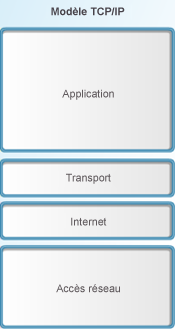 Modèle TCP/IP
Application
Transport
Internet
Accès réseau